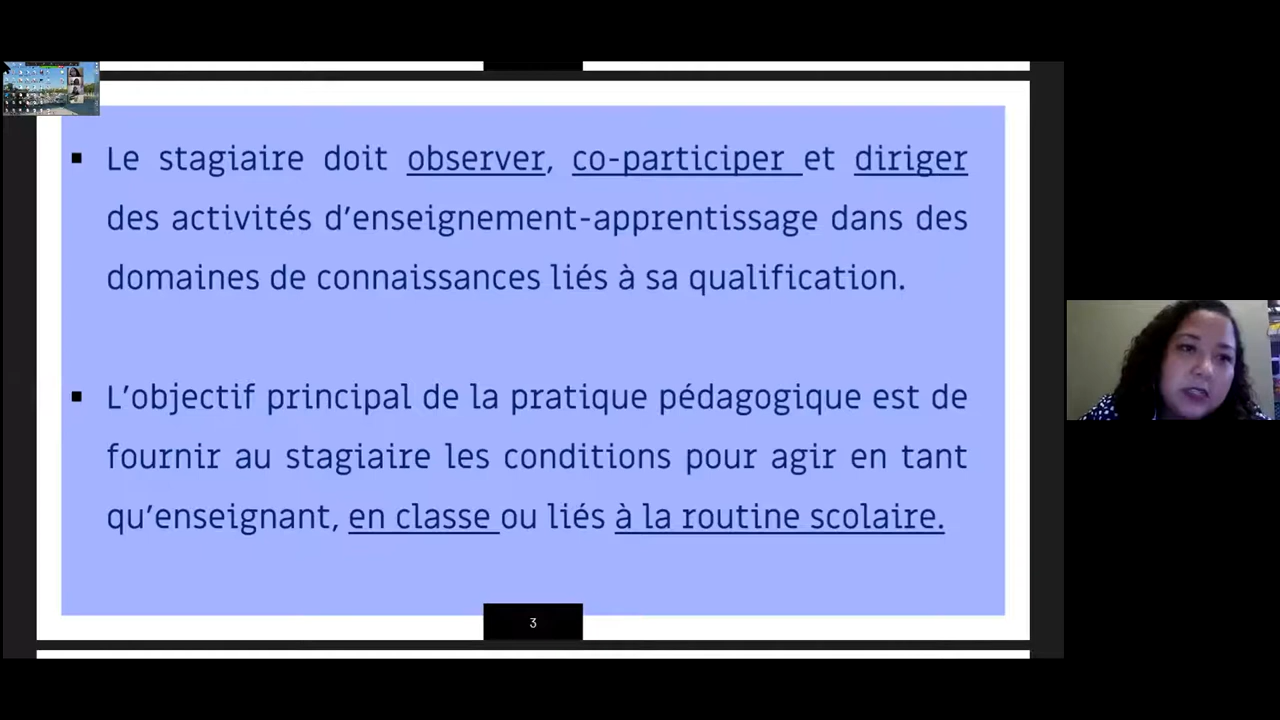 ▪ Le stagiaire doit observer, co-participer et diriger
des activités d’enseignement-apprentissage dans des
domaines de connaissances liés à sa qualification.
▪ L’objectif principal de la pratique pédagogique est de
fournir au stagiaire les conditions pour agir en tant
qu’enseignant, en classe ou liés à la routine scolaire.
3